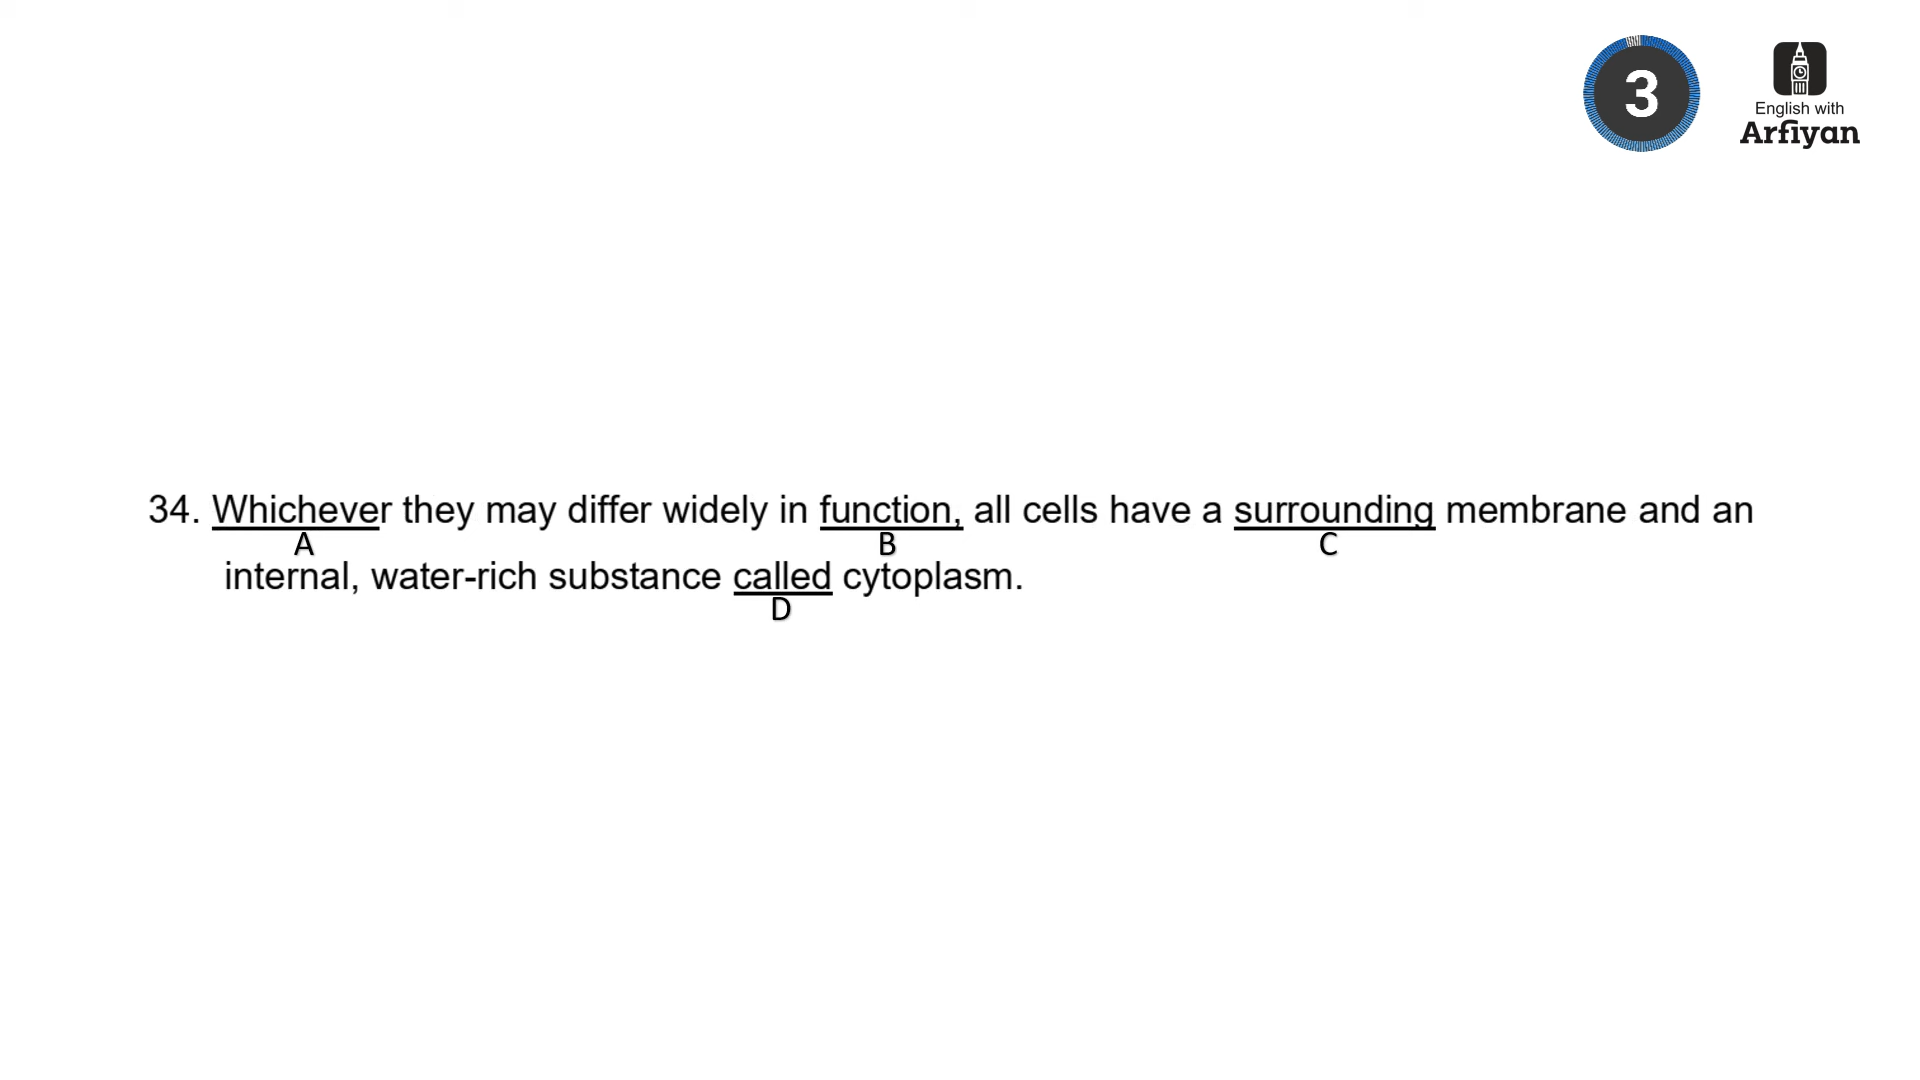 3
English with
Arfiyan
34. Whichever they may differ widely in function, all cells have a surrounding membrane and an
A B C
internal, water-rich substance called cytoplasm.
D